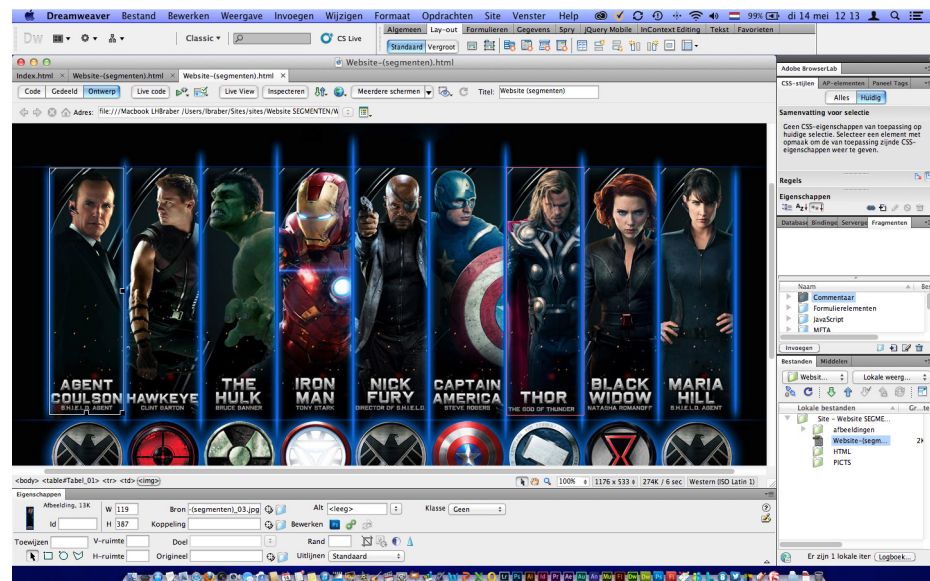 Dreamweaver Bestand Bewerken Weergave Invoegen Wijzigen Formaat Opdrachten Site Venster Help 99% di 14 mei 12 13
DW Classic CS Live
Algemeen Lay-out Formulieren Gegevens Spry jQuery Mobile InContext Editing Tekst Favorieten
Standaard Vergroot
Website-(segmenten).html
Index.html × Website-(segmenten).html × Website-(segmenten).html ×
Code Gedeeld Ontwerp Live code Live View Inspecteren Meerdere schermen Titel: Website (segmenten)
Adres: file:///Macbook LHBraber /Users/lbraber/Sites/sites/Website SEGMENTEN/W
AGENT COULSON
S.H.I.E.L.D. AGENT
HAWKEYE
CLINT BARTON
THE HULK
BRUCE BANNER
IRON MAN
TONY STARK
NICK FURY
DIRECTOR OF S.H.I.E.L.D.
CAPTAIN AMERICA
STEVE ROGERS
THOR
THE GOD OF THUNDER
BLACK WIDOW
NATASHA ROMANOFF
MARIA HILL
S.H.I.E.L.D. AGENT
<body> <table#Tabel_01> <tr> <td> <img> 100% 1176 x 533 274K / 6 sec Western (ISO Latin 1)
Eigenschappen
Afbeelding, 13K W 119 Bron -(segmenten)_03.jpg Alt <leeg> Klasse Geen
Id H 387 Koppeling Bewerken
Toewijzen V-ruimte Doel Rand
H-ruimte Origineel Uitlijnen Standaard
Adobe BrowserLab
CSS-stijlen AP-elementen Paneel Tags
Alles Huidig
Samenvatting voor selectie
Geen CSS-eigenschappen van toepassing op
huidige selectie. Selecteer een element met
opmaak om de van toepassing zijnde CSS-
eigenschappen weer te geven.
Regels
Eigenschappen
Database Bindinge Serverge Fragmenten
Naam Bes
Commentaar
Formulierelementen
JavaScript
META
Invoegen
Bestanden Middelen
Websit... Lokale weerg...
Lokale bestanden Gr...te
Site - Website SEGME...
afbeeldingen
Website-(segm... 2K
HTML
PICTS
Er zijn 1 lokale iter Logboek...